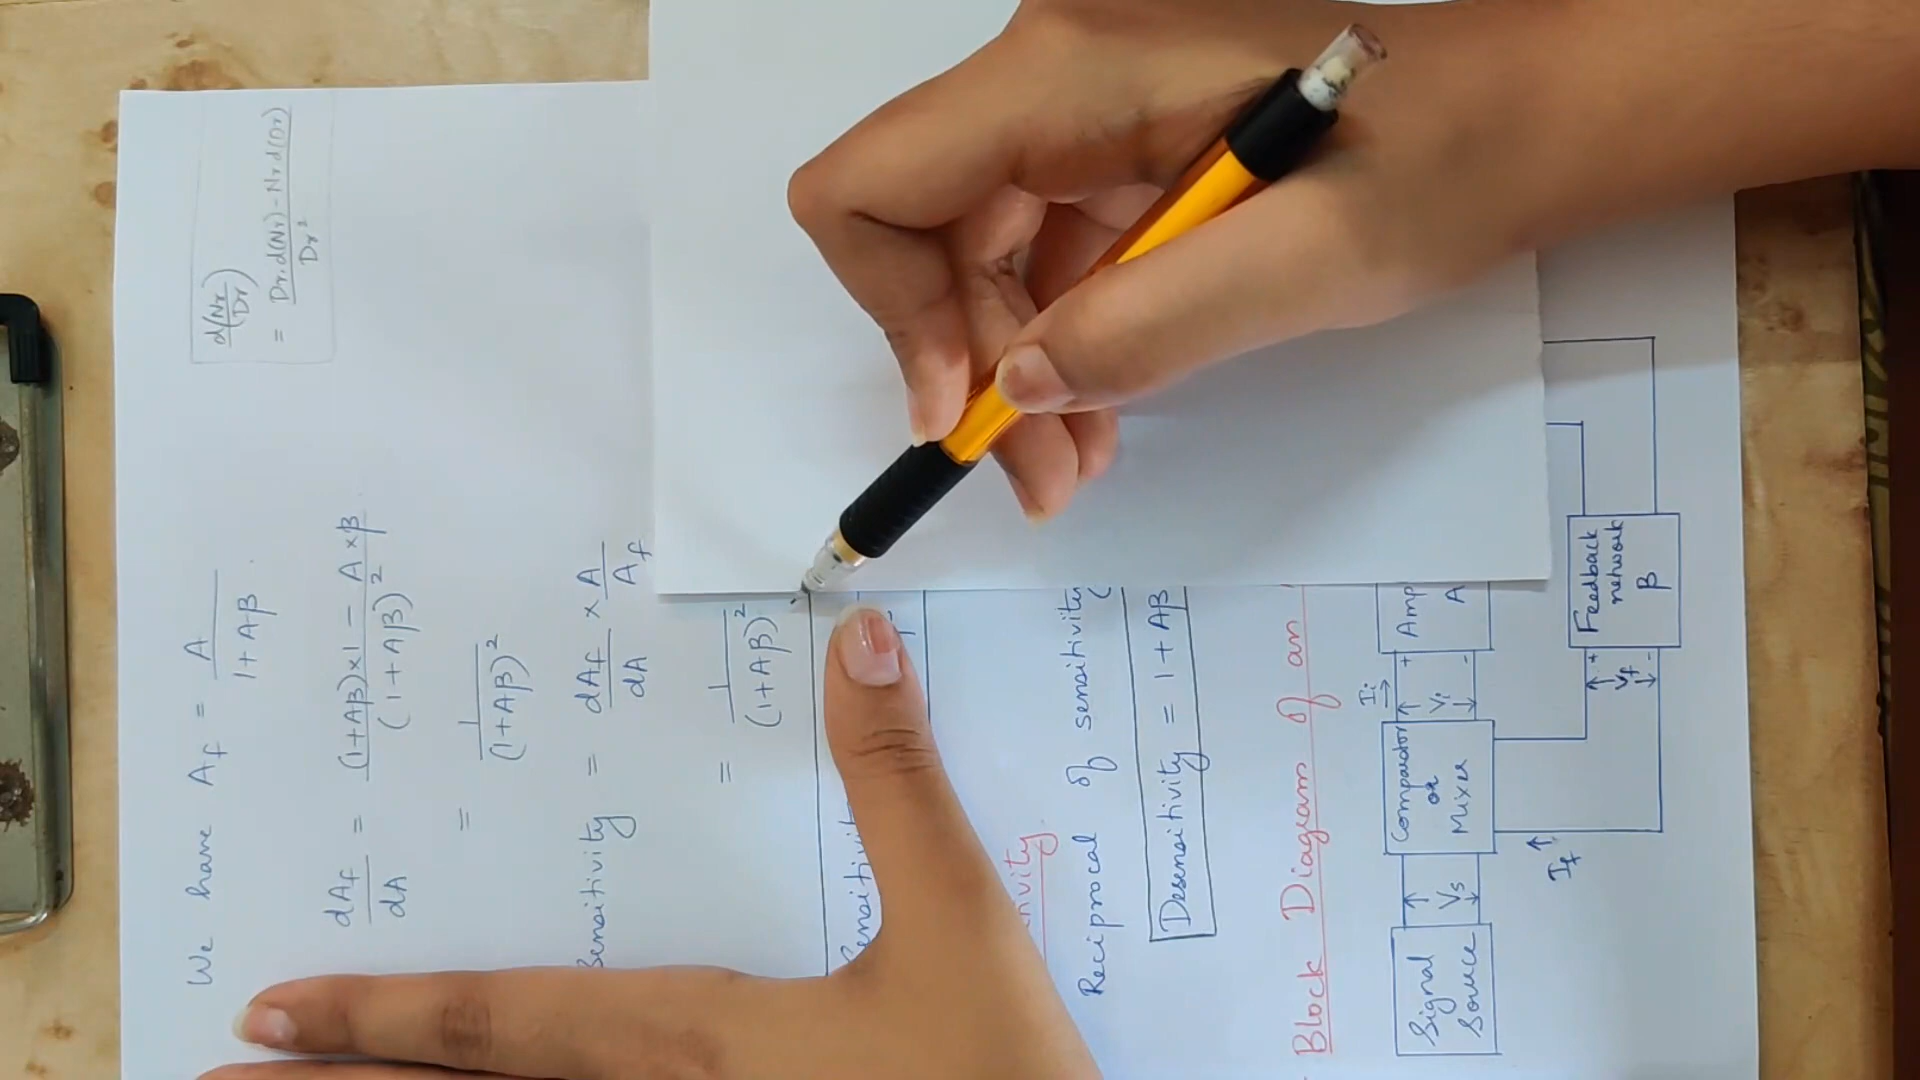 We have Af = A / (1 + Aβ) .
d(Nr/Dr)
= (Dr.d(Nr) - Nr d(Dr)) / Dr²
dAf/dA = ((1+Aβ)x1 - Axβ) / (1+Aβ)²
= 1 / (1+Aβ)²
Sensitivity = dAf/dA x A/Af
= 1 / (1+Aβ)²
Reciprocal of sensitivity
Desensitivity = 1 + Aβ
Block Diagram of an
Signal Source
Vs
Comparator or Mixer
Ii
+ Vi -
Amp A
If
+ Vf -
Feedback network β